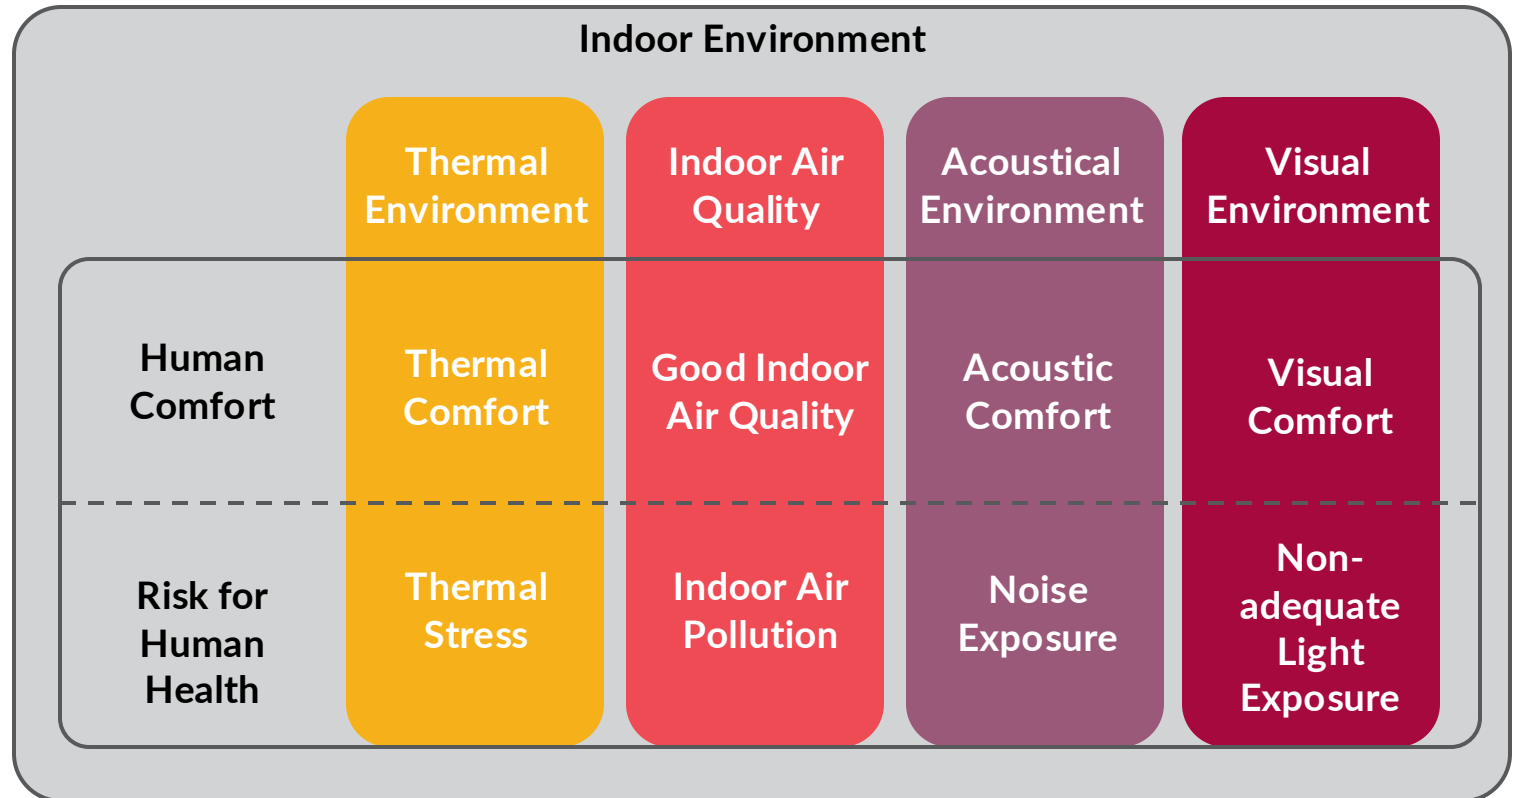 Indoor Environment
Thermal
Environment
Indoor Air
Quality
Acoustical
Environment
Visual
Environment
Human
Comfort
Thermal
Comfort
Good Indoor
Air Quality
Acoustic
Comfort
Visual
Comfort
Risk for
Human
Health
Thermal
Stress
Indoor Air
Pollution
Noise
Exposure
Non-
adequate
Light
Exposure